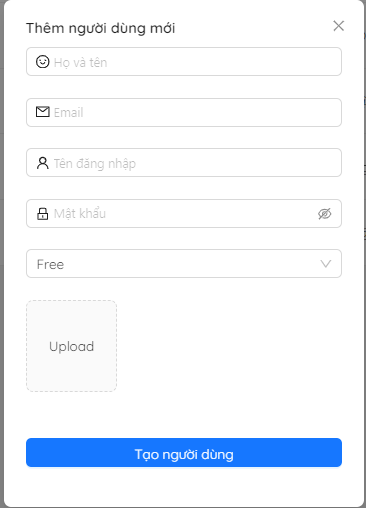 Thêm người dùng mới
Họ và tên
Email
Tên đăng nhập
Mật khẩu
Free
Upload
Tạo người dùng